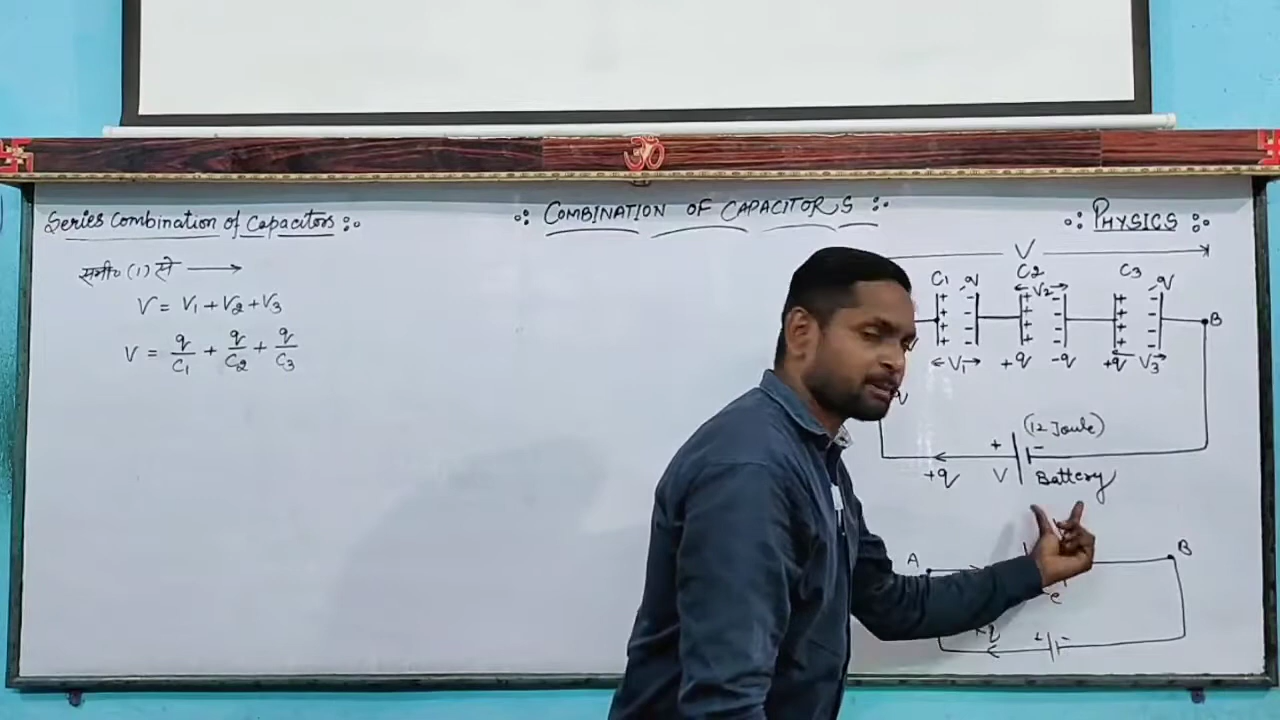 Series Combination of Capacitors :∘
∘: COMBINATION OF CAPACITORS :∘
∘: PHYSICS :∘
समी० (1) से ⟶
V = V₁ + V₂ + V₃
V = q/C₁ + q/C₂ + q/C₃
V
C₁ -q C₂ C₃ -q
V₂
+ + + + - - - - + + + + - - - - + + + + - - - -
B
V₁ +q -q +q V₃
(12 Joule)
+ -
+q V Battery
A B
+q + -
ॐ